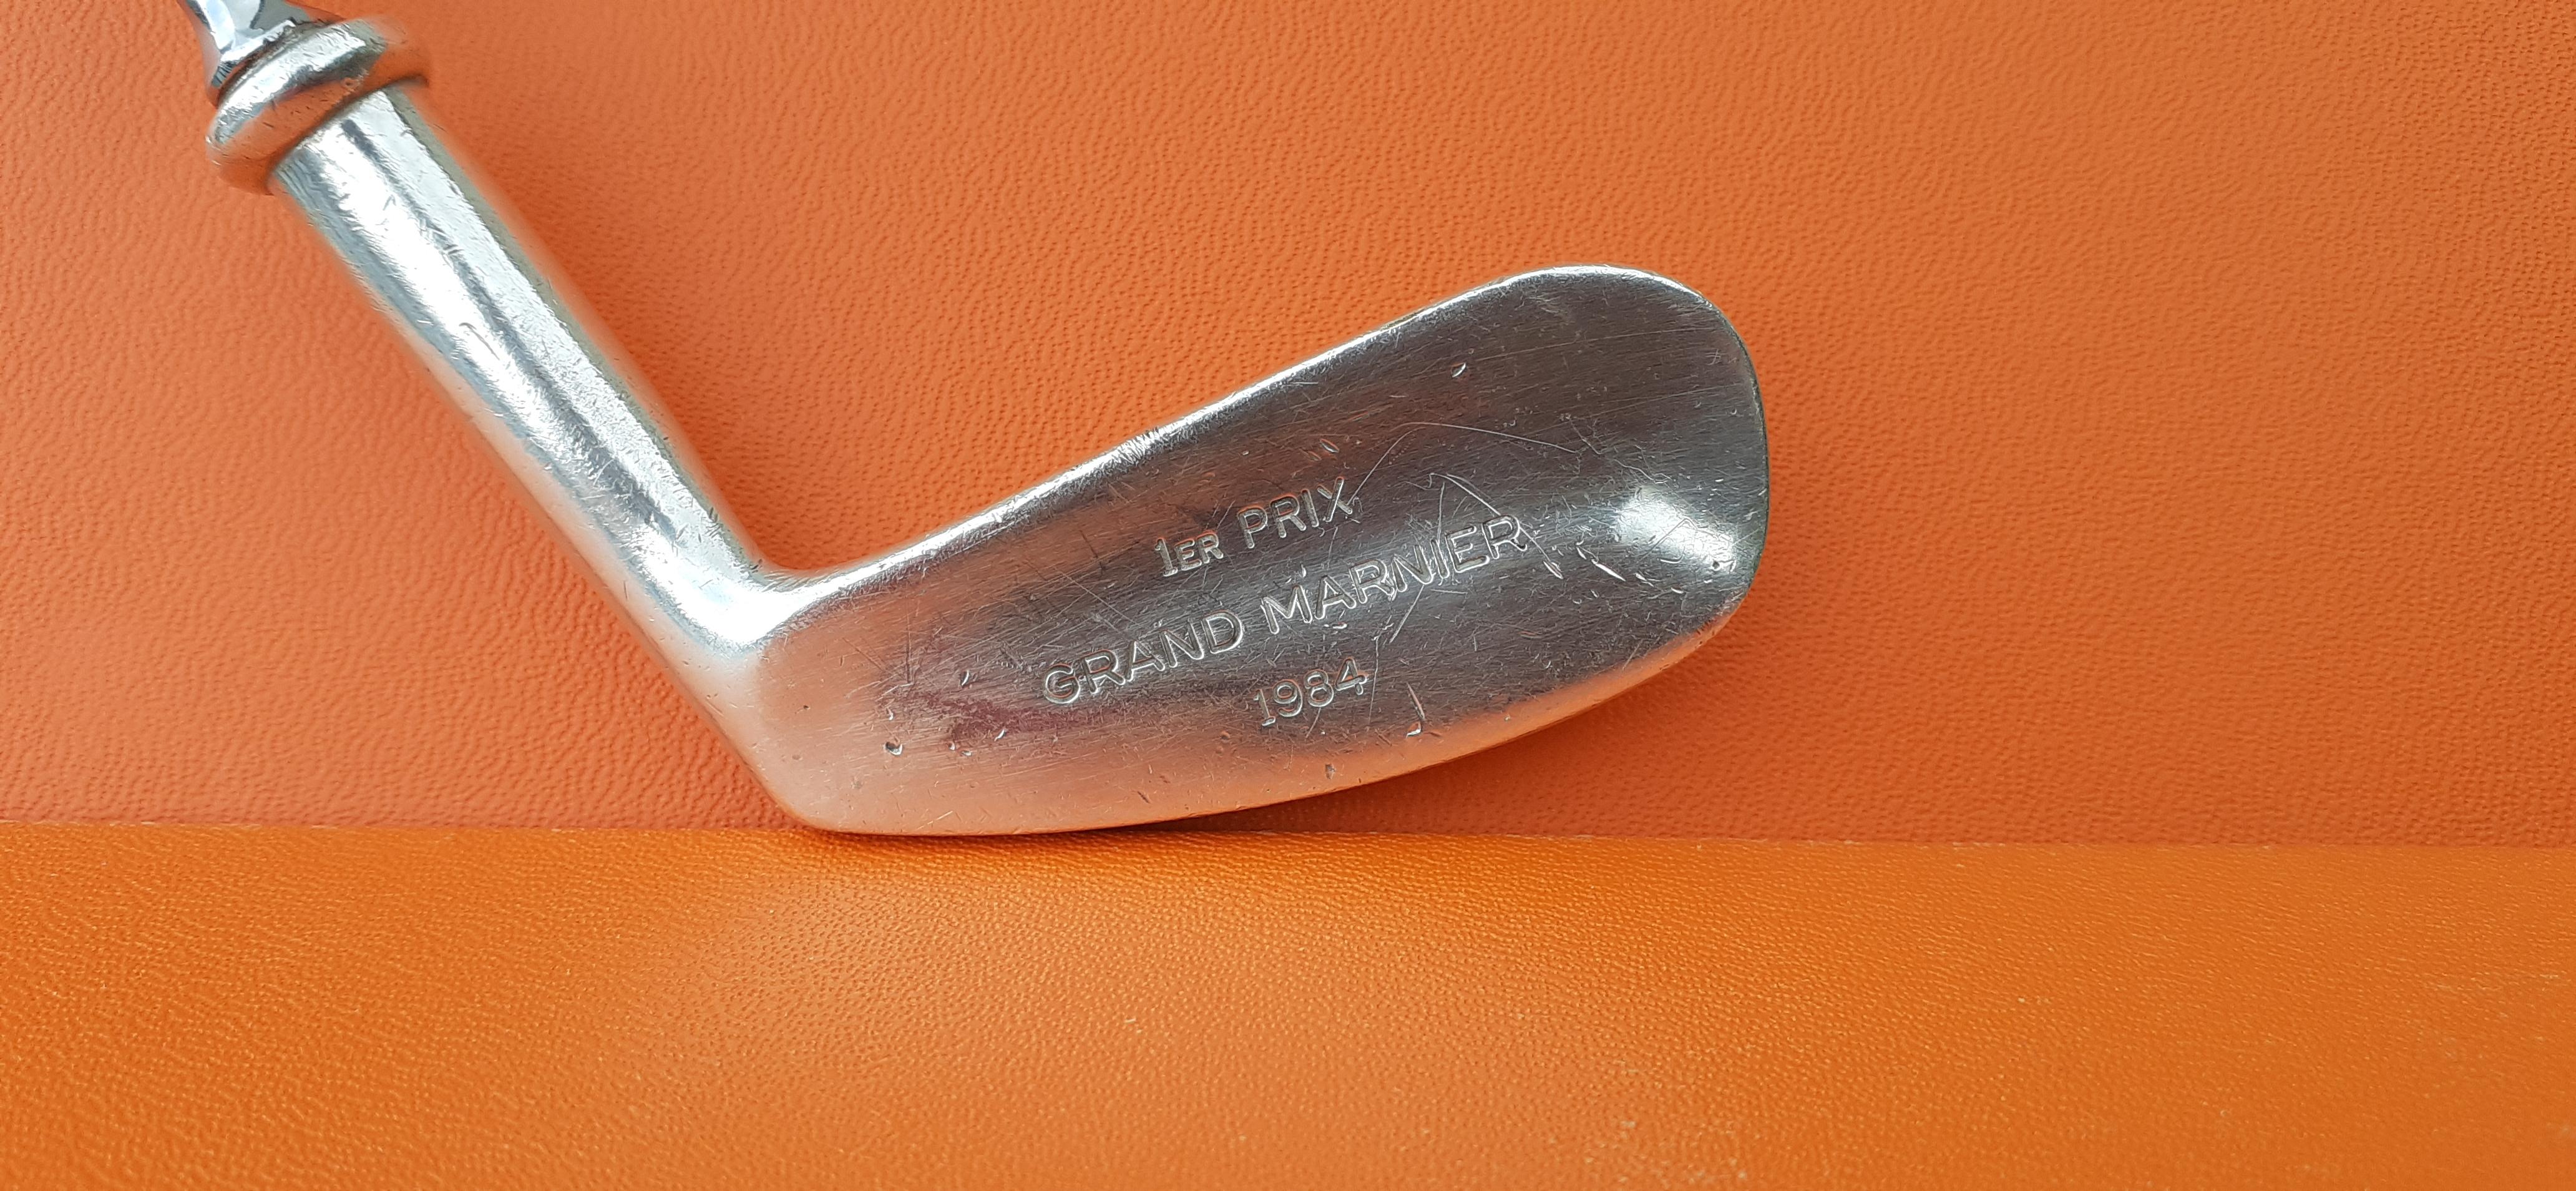 1ER PRIX
GRAND MARNIER
1984